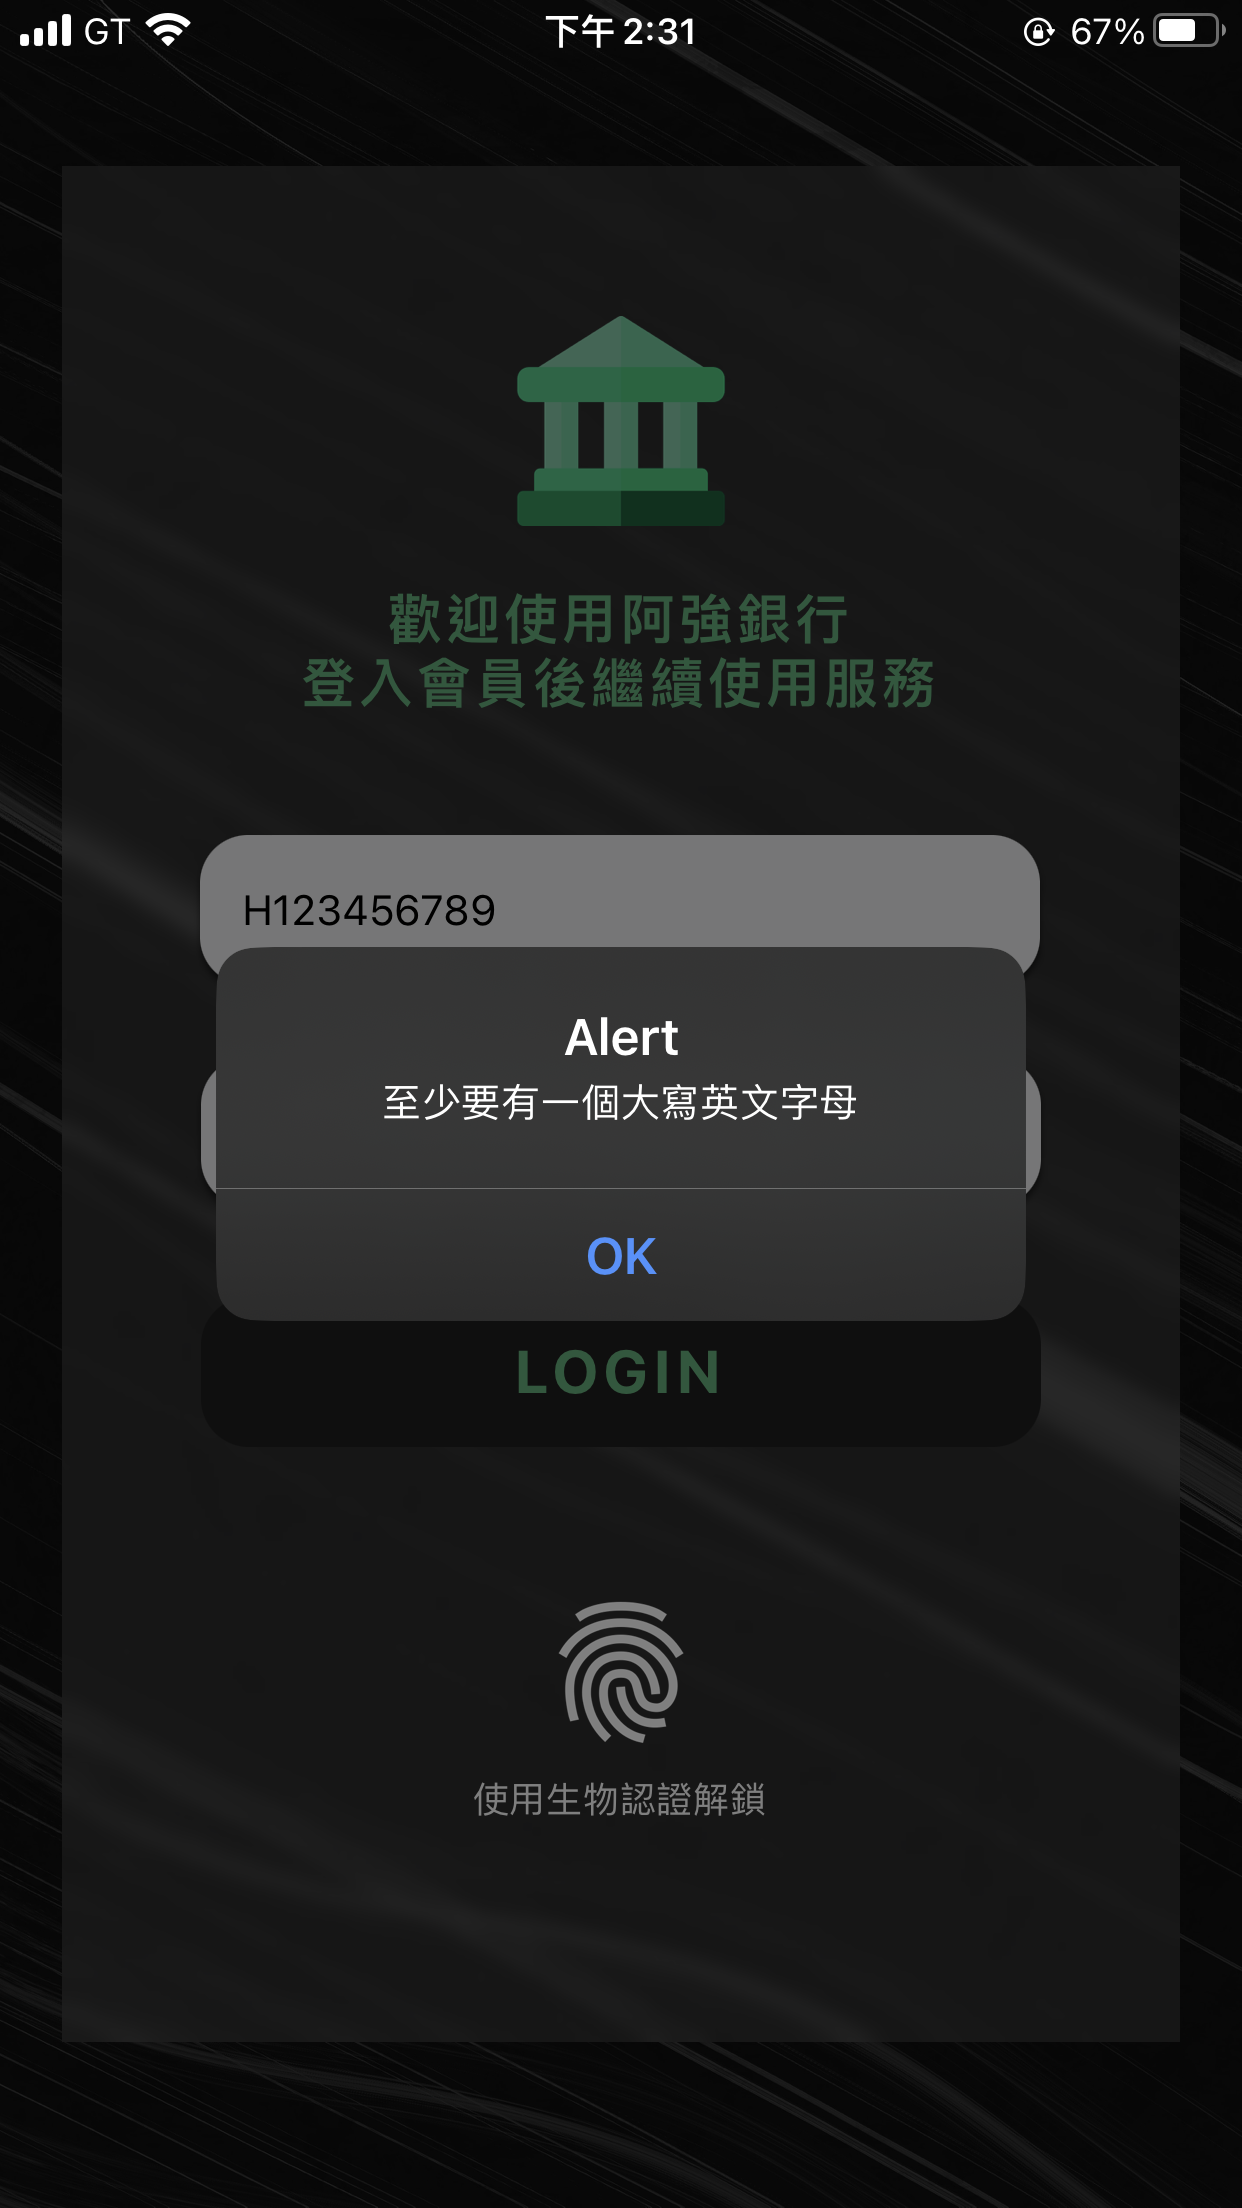 GT 下午 2:31 67%
歡迎使用阿強銀行
登入會員後繼續使用服務
H123456789
Alert
至少要有一個大寫英文字母
OK
LOGIN
使用生物認證解鎖